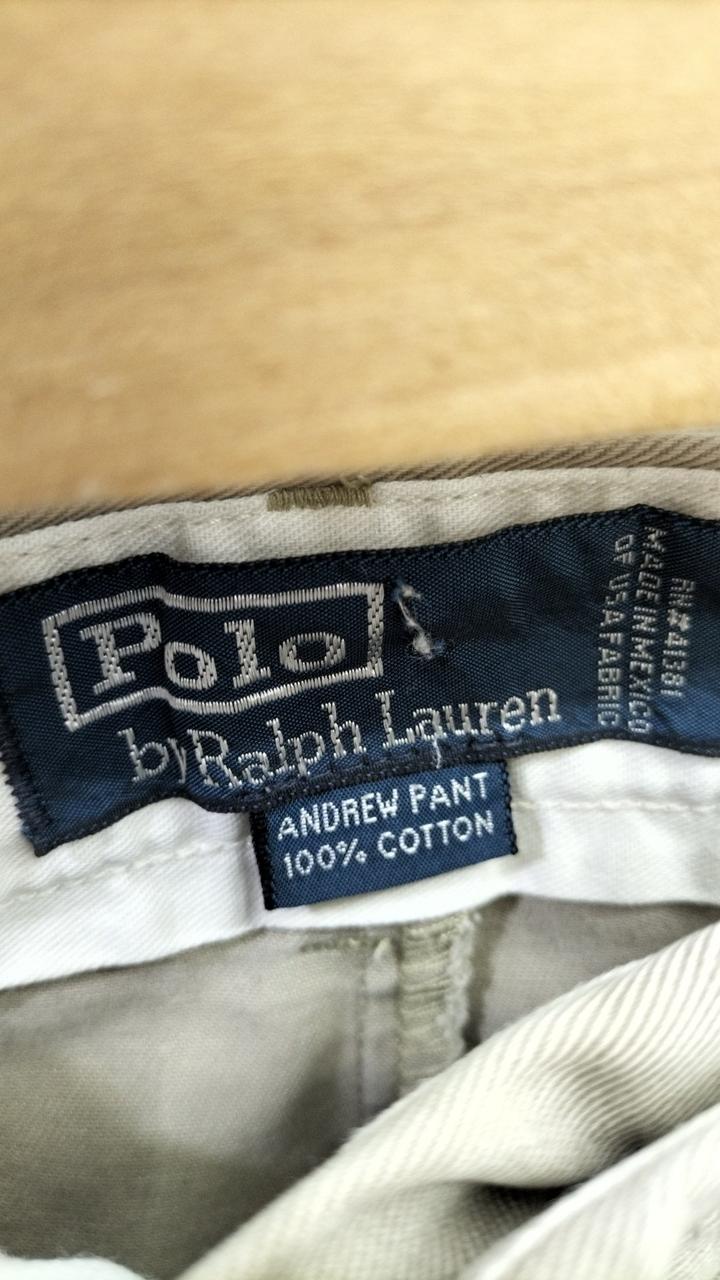 Polo
by Ralph Lauren
RN#41381
MADE IN MEXICO
OF USA FABRIC
ANDREW PANT
100% COTTON